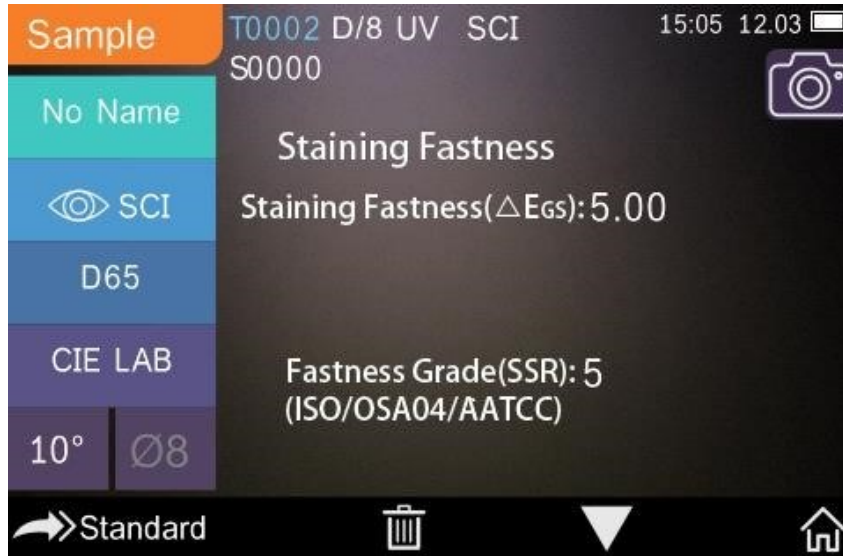 Sample
T0002 D/8 UV SCI
15:05 12.03
S0000
No Name
SCI
D65
CIE LAB
10° Ø8
Staining Fastness
Staining Fastness(△EGS):5.00
Fastness Grade(SSR): 5
(ISO/OSA04/AATCC)
Standard